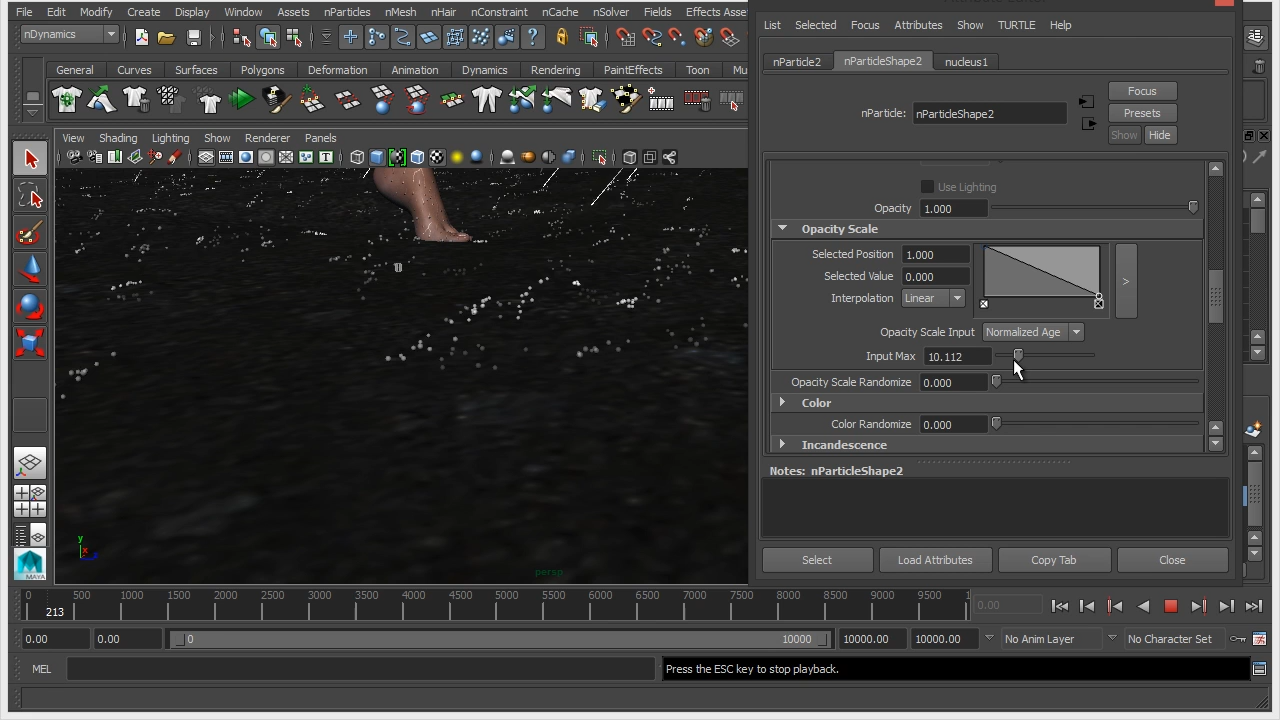 File Edit Modify Create Display Window Assets nParticles nMesh nHair nConstraint nCache nSolver Fields Effects Asse
nDynamics
General Curves Surfaces Polygons Deformation Animation Dynamics Rendering PaintEffects Toon Mu
View Shading Lighting Show Renderer Panels
persp
y
x
MAYA
List Selected Focus Attributes Show TURTLE Help
nParticle2 nParticleShape2 nucleus1
nParticle: nParticleShape2
Focus
Presets
Show Hide
Use Lighting
Opacity 1.000
Opacity Scale
Selected Position 1.000
Selected Value 0.000
Interpolation Linear
>
Opacity Scale Input Normalized Age
Input Max 10.112
Opacity Scale Randomize 0.000
Color
Color Randomize 0.000
Incandescence
Notes: nParticleShape2
Select Load Attributes Copy Tab Close
0 500 1000 1500 2000 2500 3000 3500 4000 4500 5000 5500 6000 6500 7000 7500 8000 8500 9000 9500
213
0.00
0.00 0.00 0 10000 10000.00 10000.00 No Anim Layer No Character Set
MEL Press the ESC key to stop playback.